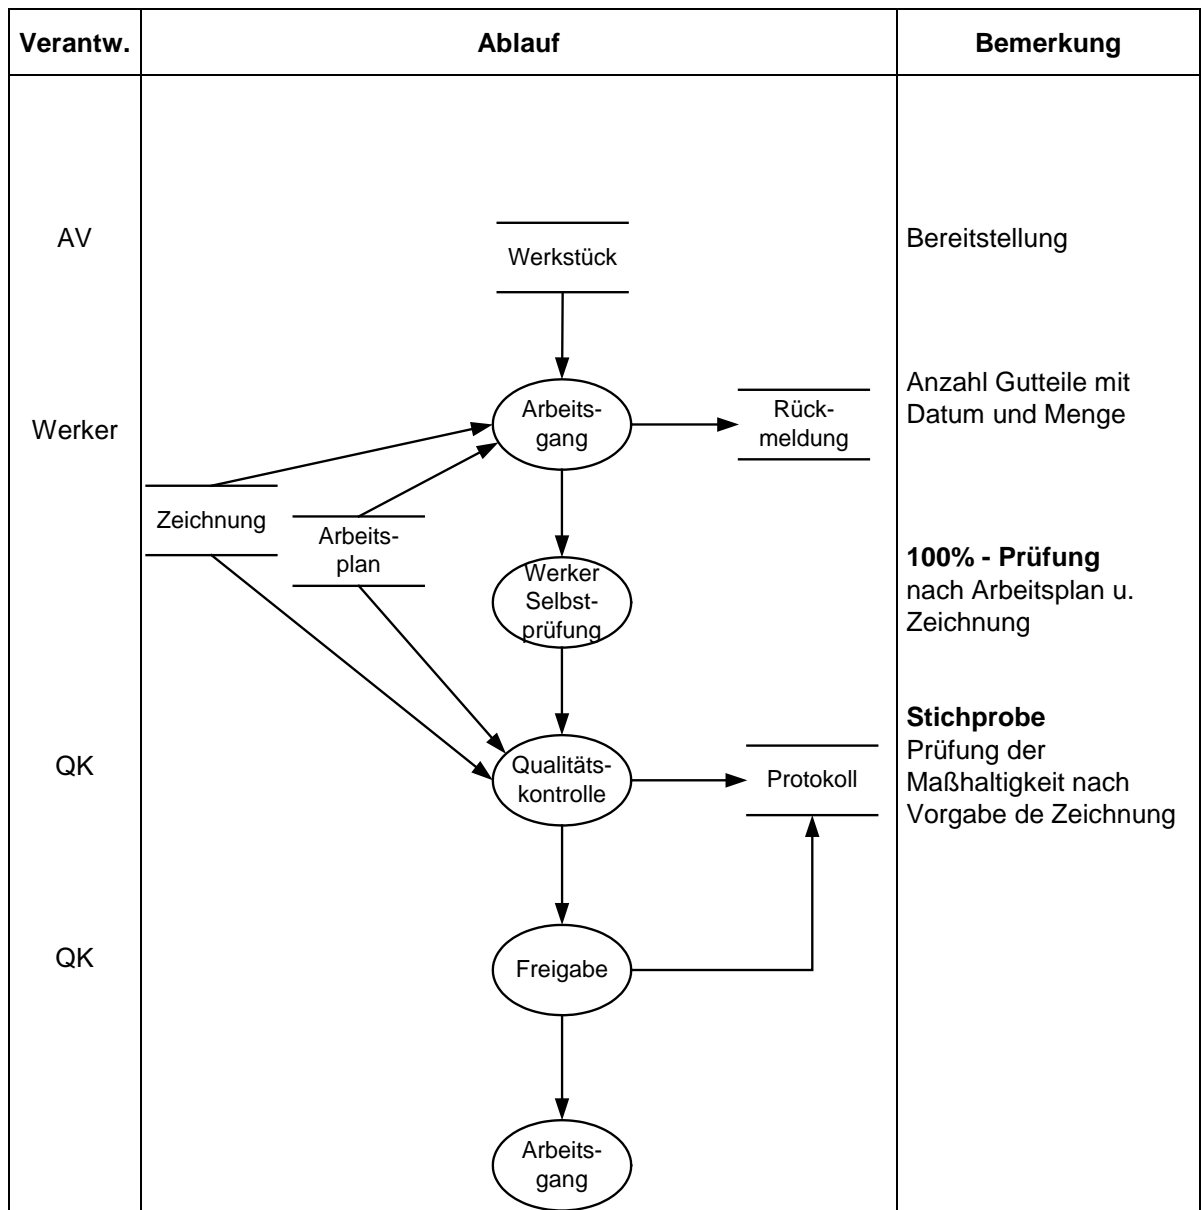 Verantw.
Ablauf
Bemerkung
AV
Werkstück
Bereitstellung
Werker
Arbeits-
gang
Rück-
meldung
Anzahl Gutteile mit
Datum und Menge
Zeichnung
Arbeits-
plan
Werker
Selbst-
prüfung
100% - Prüfung
nach Arbeitsplan u.
Zeichnung
QK
Qualitäts-
kontrolle
Protokoll
Stichprobe
Prüfung der
Maßhaltigkeit nach
Vorgabe de Zeichnung
QK
Freigabe
Arbeits-
gang